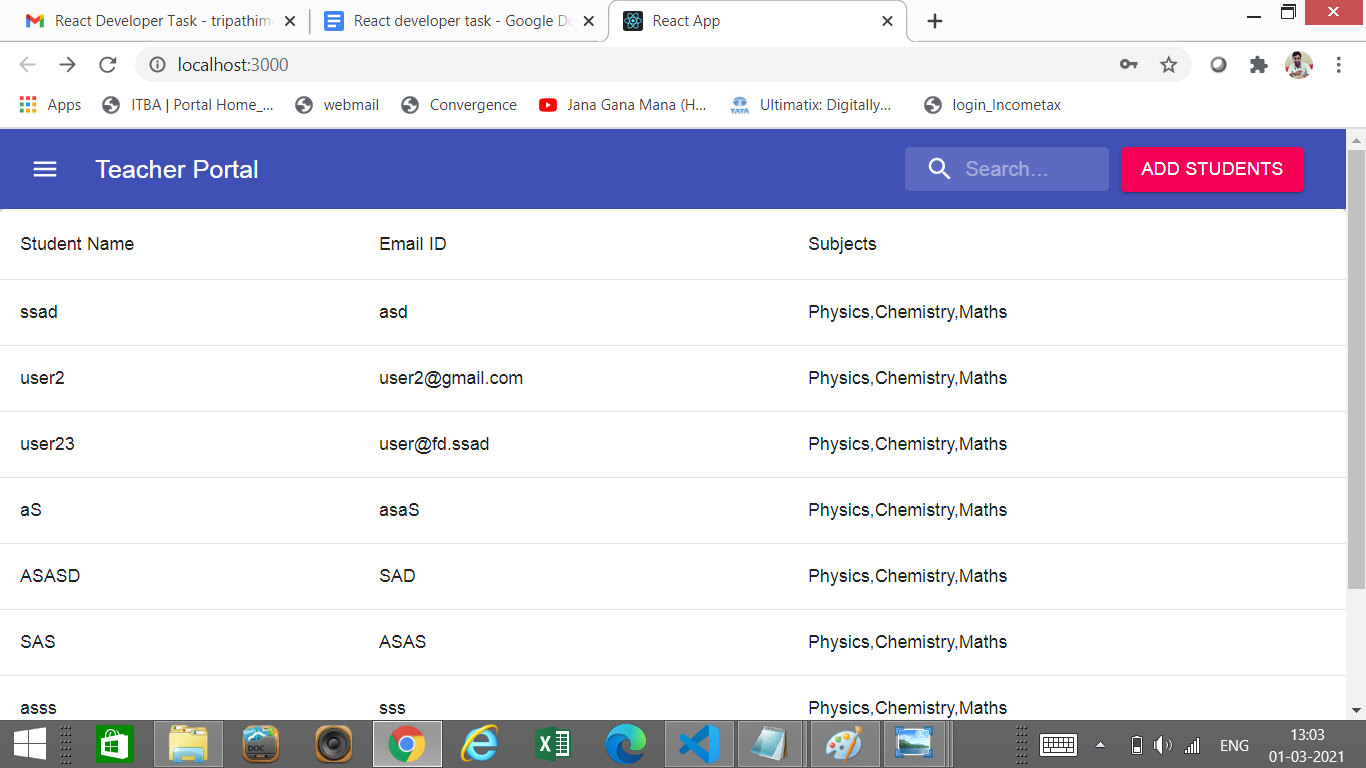 React Developer Task - tripathim
React developer task - Google Do
React App
localhost:3000
Apps
ITBA | Portal Home_...
webmail
Convergence
Jana Gana Mana (H...
TATA
Ultimatix: Digitally...
login_Incometax
Teacher Portal
Search...
ADD STUDENTS
Student Name Email ID Subjects
ssad asd Physics,Chemistry,Maths
user2 user2@gmail.com Physics,Chemistry,Maths
user23 user@fd.ssad Physics,Chemistry,Maths
aS asaS Physics,Chemistry,Maths
ASASD SAD Physics,Chemistry,Maths
SAS ASAS Physics,Chemistry,Maths
asss sss Physics,Chemistry,Maths
DOC
ENG
13:03
01-03-2021